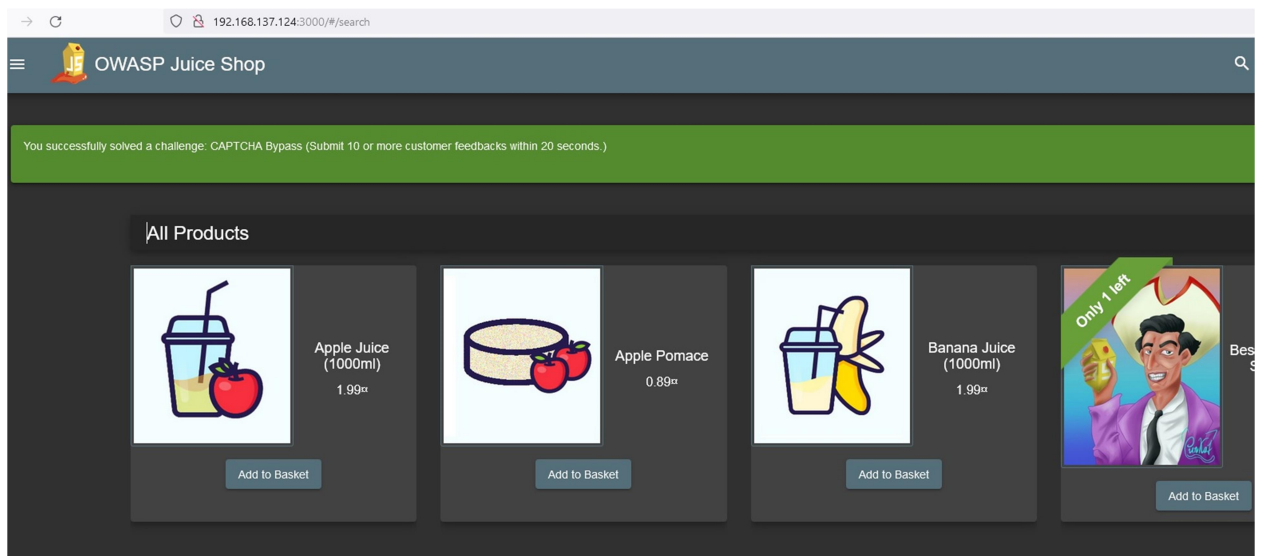 192.168.137.124:3000/#/search
OWASP Juice Shop
You successfully solved a challenge: CAPTCHA Bypass (Submit 10 or more customer feedbacks within 20 seconds.)
All Products
Apple Juice
(1000ml)
1.99¤
Add to Basket
Apple Pomace
0.89¤
Add to Basket
Banana Juice
(1000ml)
1.99¤
Add to Basket
Only 1 left
Bes
S
Add to Basket